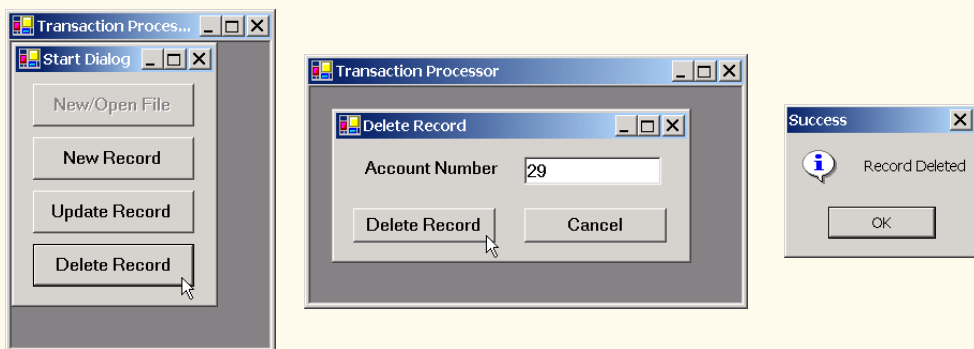 Transaction Proces...
Start Dialog
New/Open File
New Record
Update Record
Delete Record
Transaction Processor
Delete Record
Account Number 29
Delete Record Cancel
Success
Record Deleted
OK